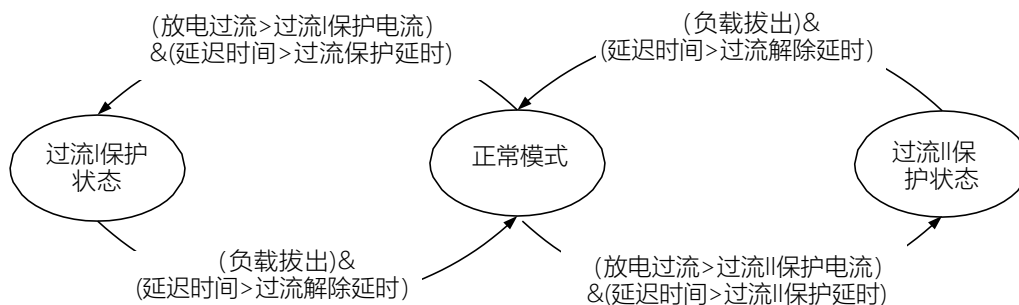 (放电过流>过流I保护电流)
&(延迟时间>过流保护延时)
(负载拔出)&
(延迟时间>过流解除延时)
过流I保护
状态
正常模式
过流II保
护状态
(负载拔出)&
(延迟时间>过流解除延时)
(放电过流>过流II保护电流)
&(延迟时间>过流II保护延时)